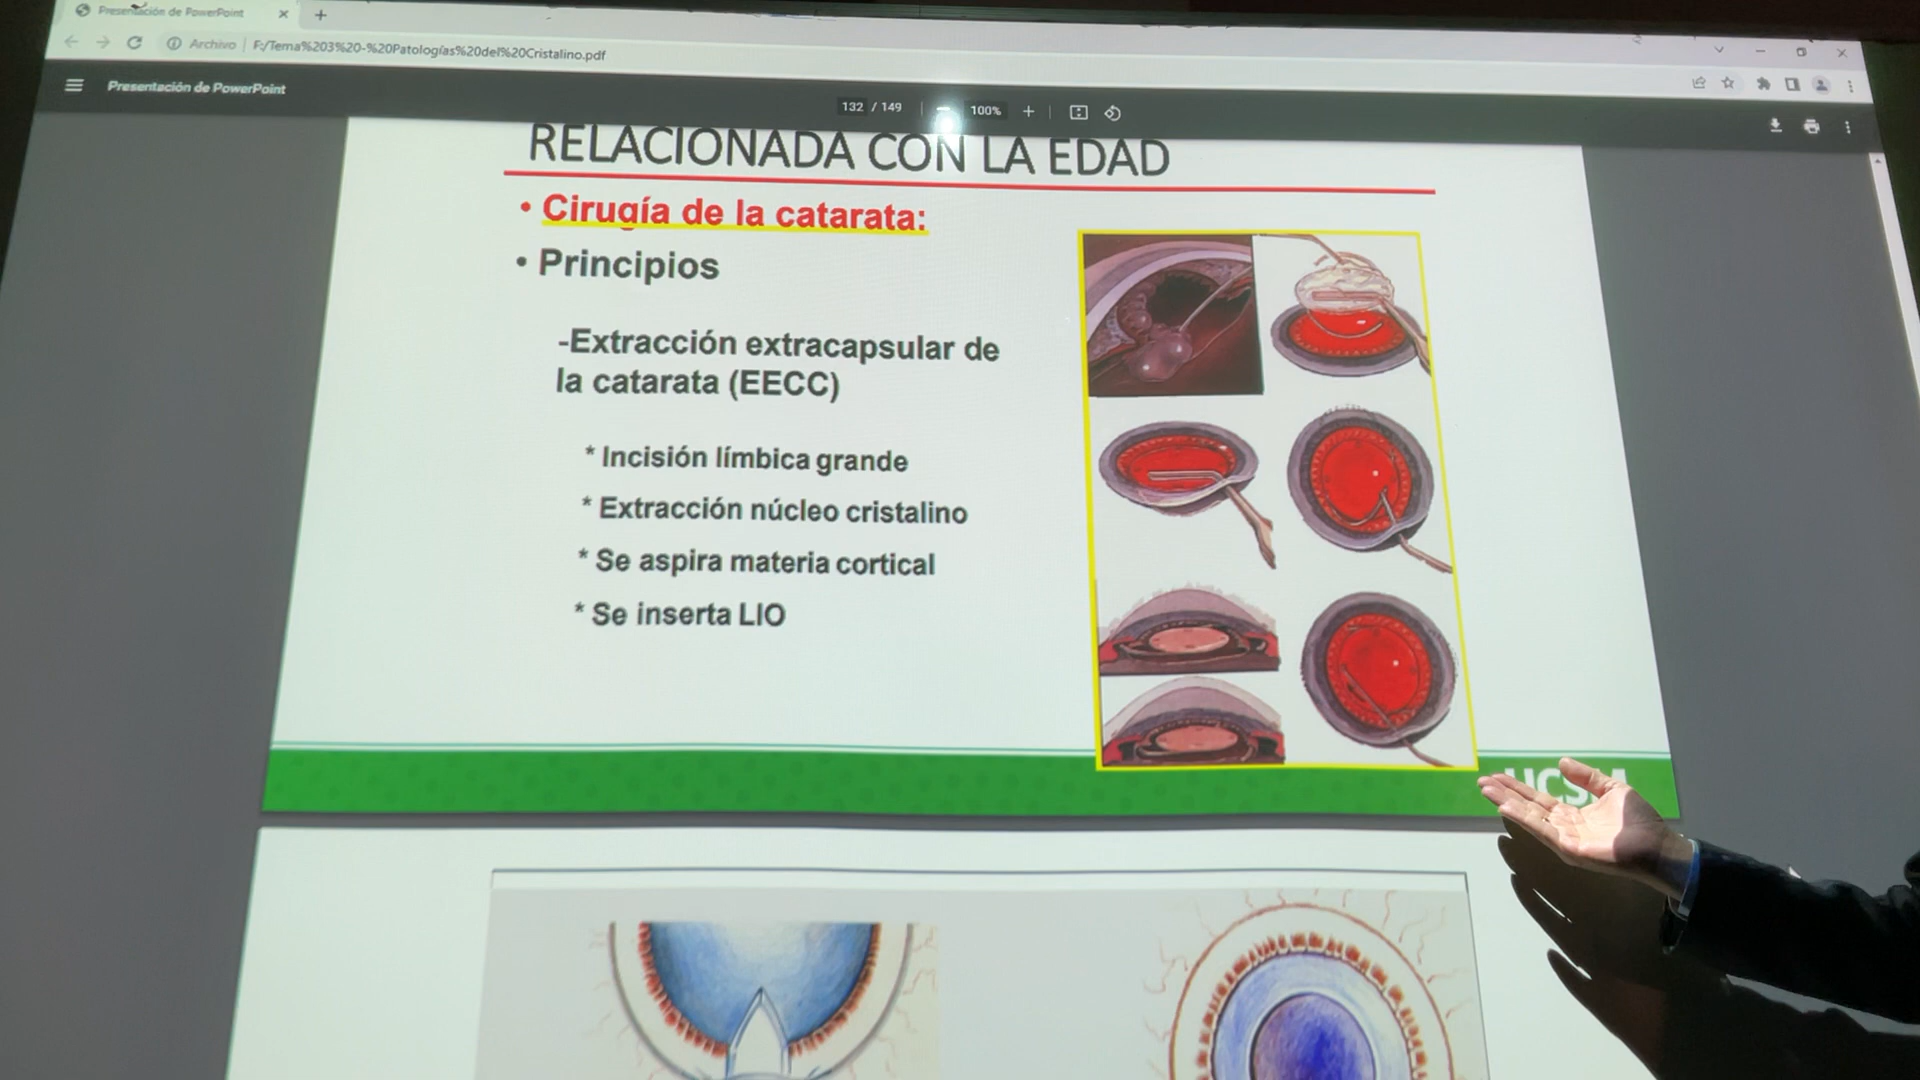 Presentación de PowerPoint
Archivo | F:/Tema%203%20-%20Patologías%20del%20Cristalino.pdf
Presentación de PowerPoint
132 / 149
100%
RELACIONADA CON LA EDAD
• Cirugía de la catarata:
• Principios
-Extracción extracapsular de
la catarata (EECC)
* Incisión límbica grande
* Extracción núcleo cristalino
* Se aspira materia cortical
* Se inserta LIO